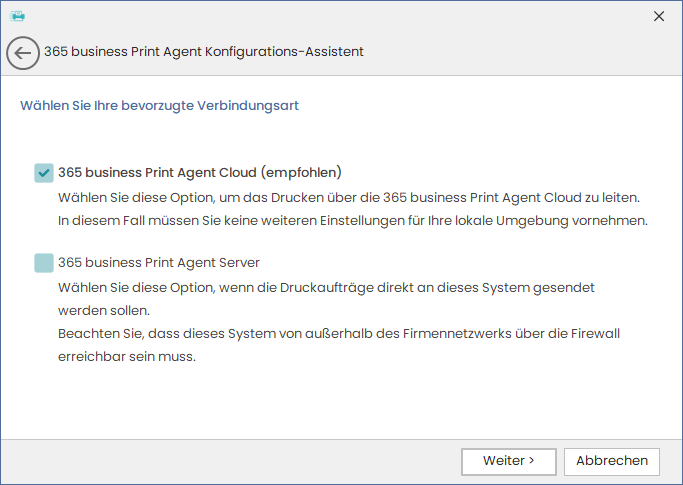 365 business Print Agent Konfigurations-Assistent
Wählen Sie Ihre bevorzugte Verbindungsart
365 business Print Agent Cloud (empfohlen)
Wählen Sie diese Option, um das Drucken über die 365 business Print Agent Cloud zu leiten.
In diesem Fall müssen Sie keine weiteren Einstellungen für Ihre lokale Umgebung vornehmen.
365 business Print Agent Server
Wählen Sie diese Option, wenn die Druckaufträge direkt an dieses System gesendet
werden sollen.
Beachten Sie, dass dieses System von außerhalb des Firmennetzwerks über die Firewall
erreichbar sein muss.
Weiter > Abbrechen